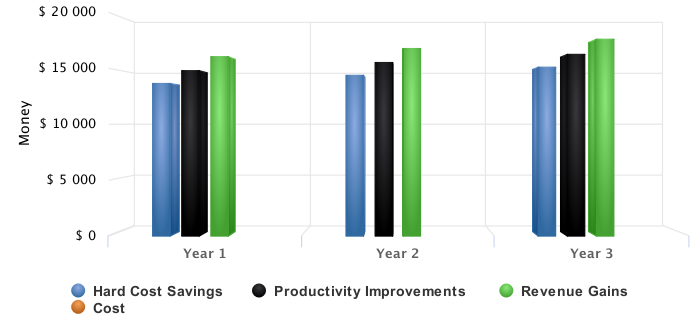 $ 20 000
$ 15 000
$ 10 000
$ 5 000
$ 0
Money
Year 1 Year 2 Year 3
Hard Cost Savings Productivity Improvements Revenue Gains
Cost